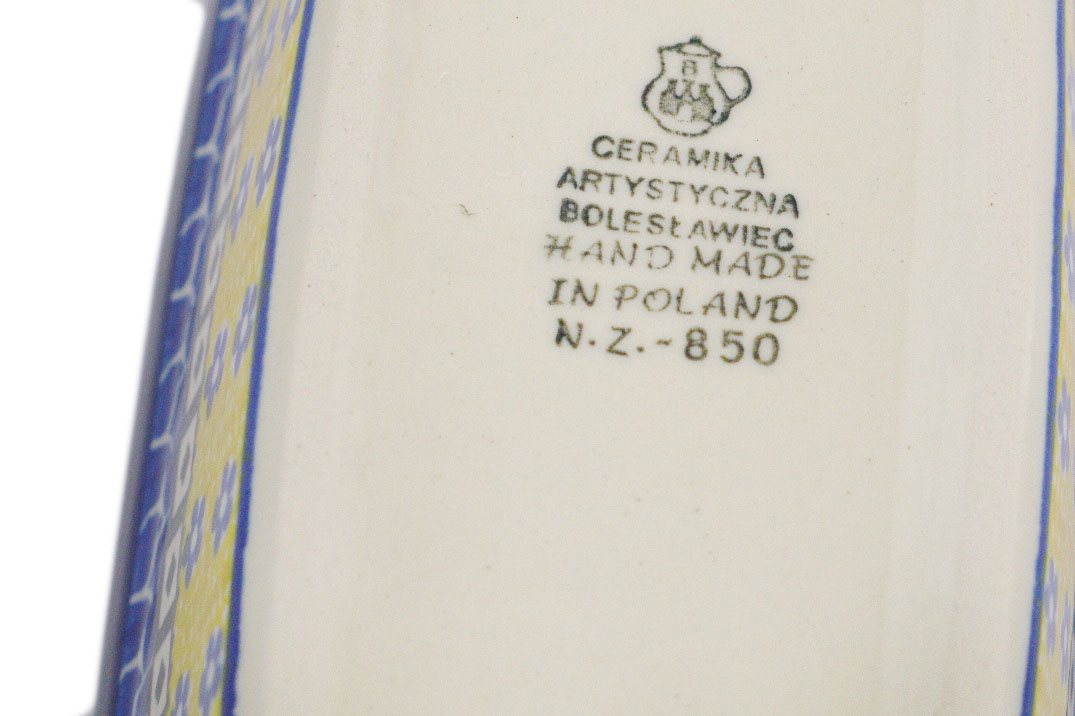 B
CERAMIKA
ARTYSTYCZNA
BOLESŁAWIEC
HAND MADE
IN POLAND
N.Z.-850